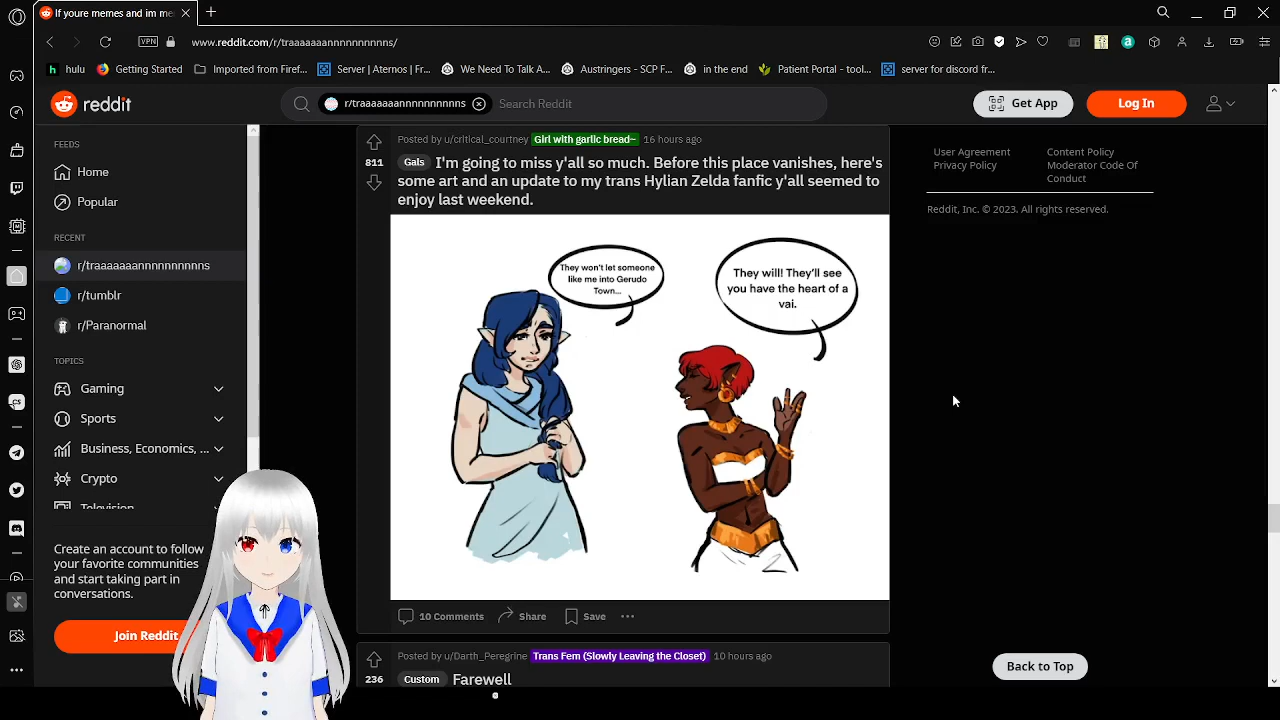 If youre memes and im me
www.reddit.com/r/traaaaaaannnnnnnnnns/
VPN
hulu
Getting Started
Imported from Firef...
Server | Aternos | Fr...
We Need To Talk A...
Austringers - SCP F...
in the end
Patient Portal - tool...
server for discord fr...
reddit
r/traaaaaaannnnnnnnnns
Search Reddit
Get App
Log In
FEEDS
Home
Popular
RECENT
r/traaaaaaannnnnnnnnns
r/tumblr
r/Paranormal
TOPICS
Gaming
Sports
Business, Economics, ...
Crypto
Television
Create an account to follow
your favorite communities
and start taking part in
conversations.
Join Reddit
Posted by u/critical_courtney Girl with garlic bread~ 16 hours ago
811
Gals I'm going to miss y'all so much. Before this place vanishes, here's
some art and an update to my trans Hylian Zelda fanfic y'all seemed to
enjoy last weekend.
They won't let someone
like me into Gerudo
Town...
They will! They'll see
you have the heart of a
vai.
10 Comments Share Save
Posted by u/Darth_Peregrine Trans Fem (Slowly Leaving the Closet) 10 hours ago
236
Custom Farewell
User Agreement
Privacy Policy
Content Policy
Moderator Code Of
Conduct
Reddit, Inc. © 2023. All rights reserved.
Back to Top